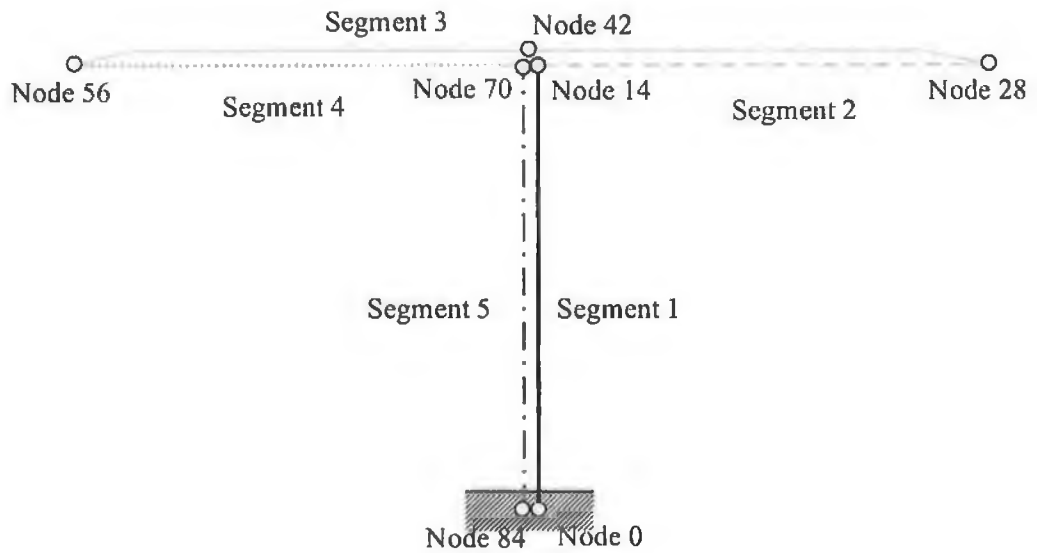 Segment 3
Node 42
Node 56
Node 70
Node 14
Node 28
Segment 4
Segment 2
Segment 5
Segment 1
Node 84
Node 0